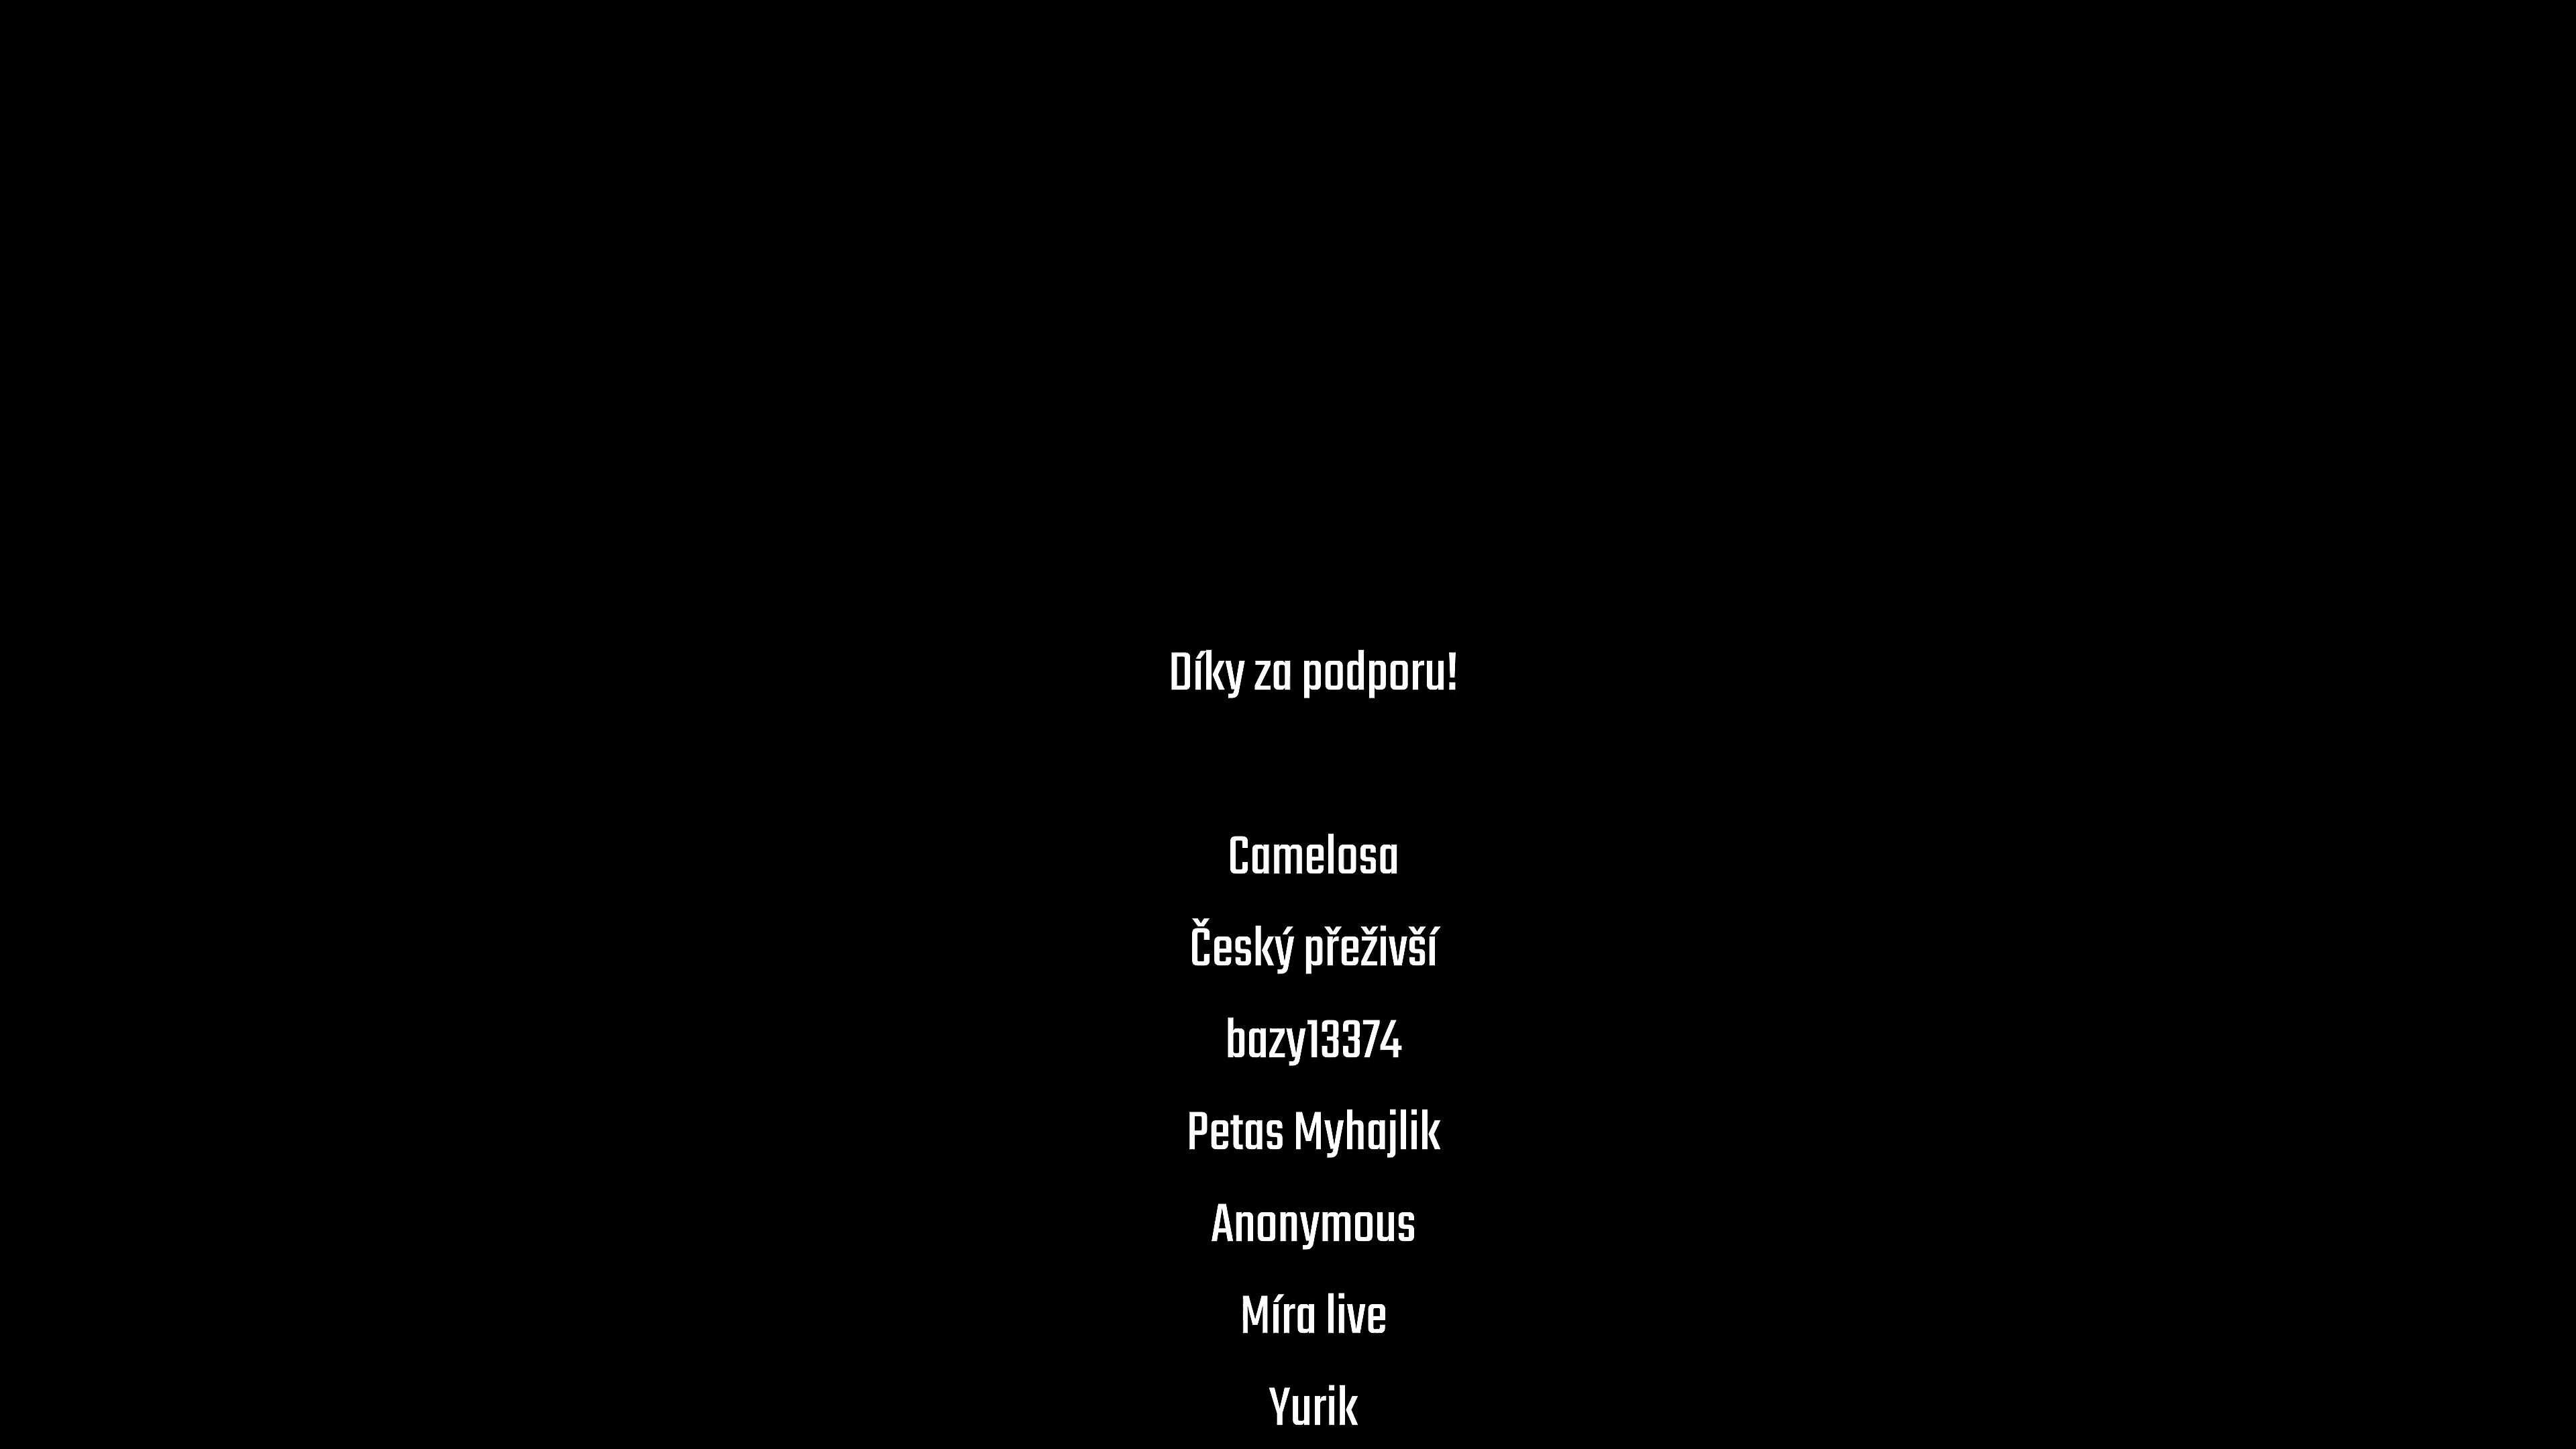 Díky za podporu!
Camelosa
Český přeživší
bazy13374
Petas Myhajlik
Anonymous
Míra live
Yurik